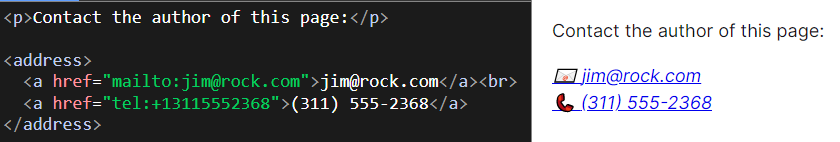 <p>Contact the author of this page:</p>
<address>
<a href="mailto:jim@rock.com">jim@rock.com</a><br>
<a href="tel:+13115552368">(311) 555-2368</a>
</address>
Contact the author of this page:
jim@rock.com
(311) 555-2368